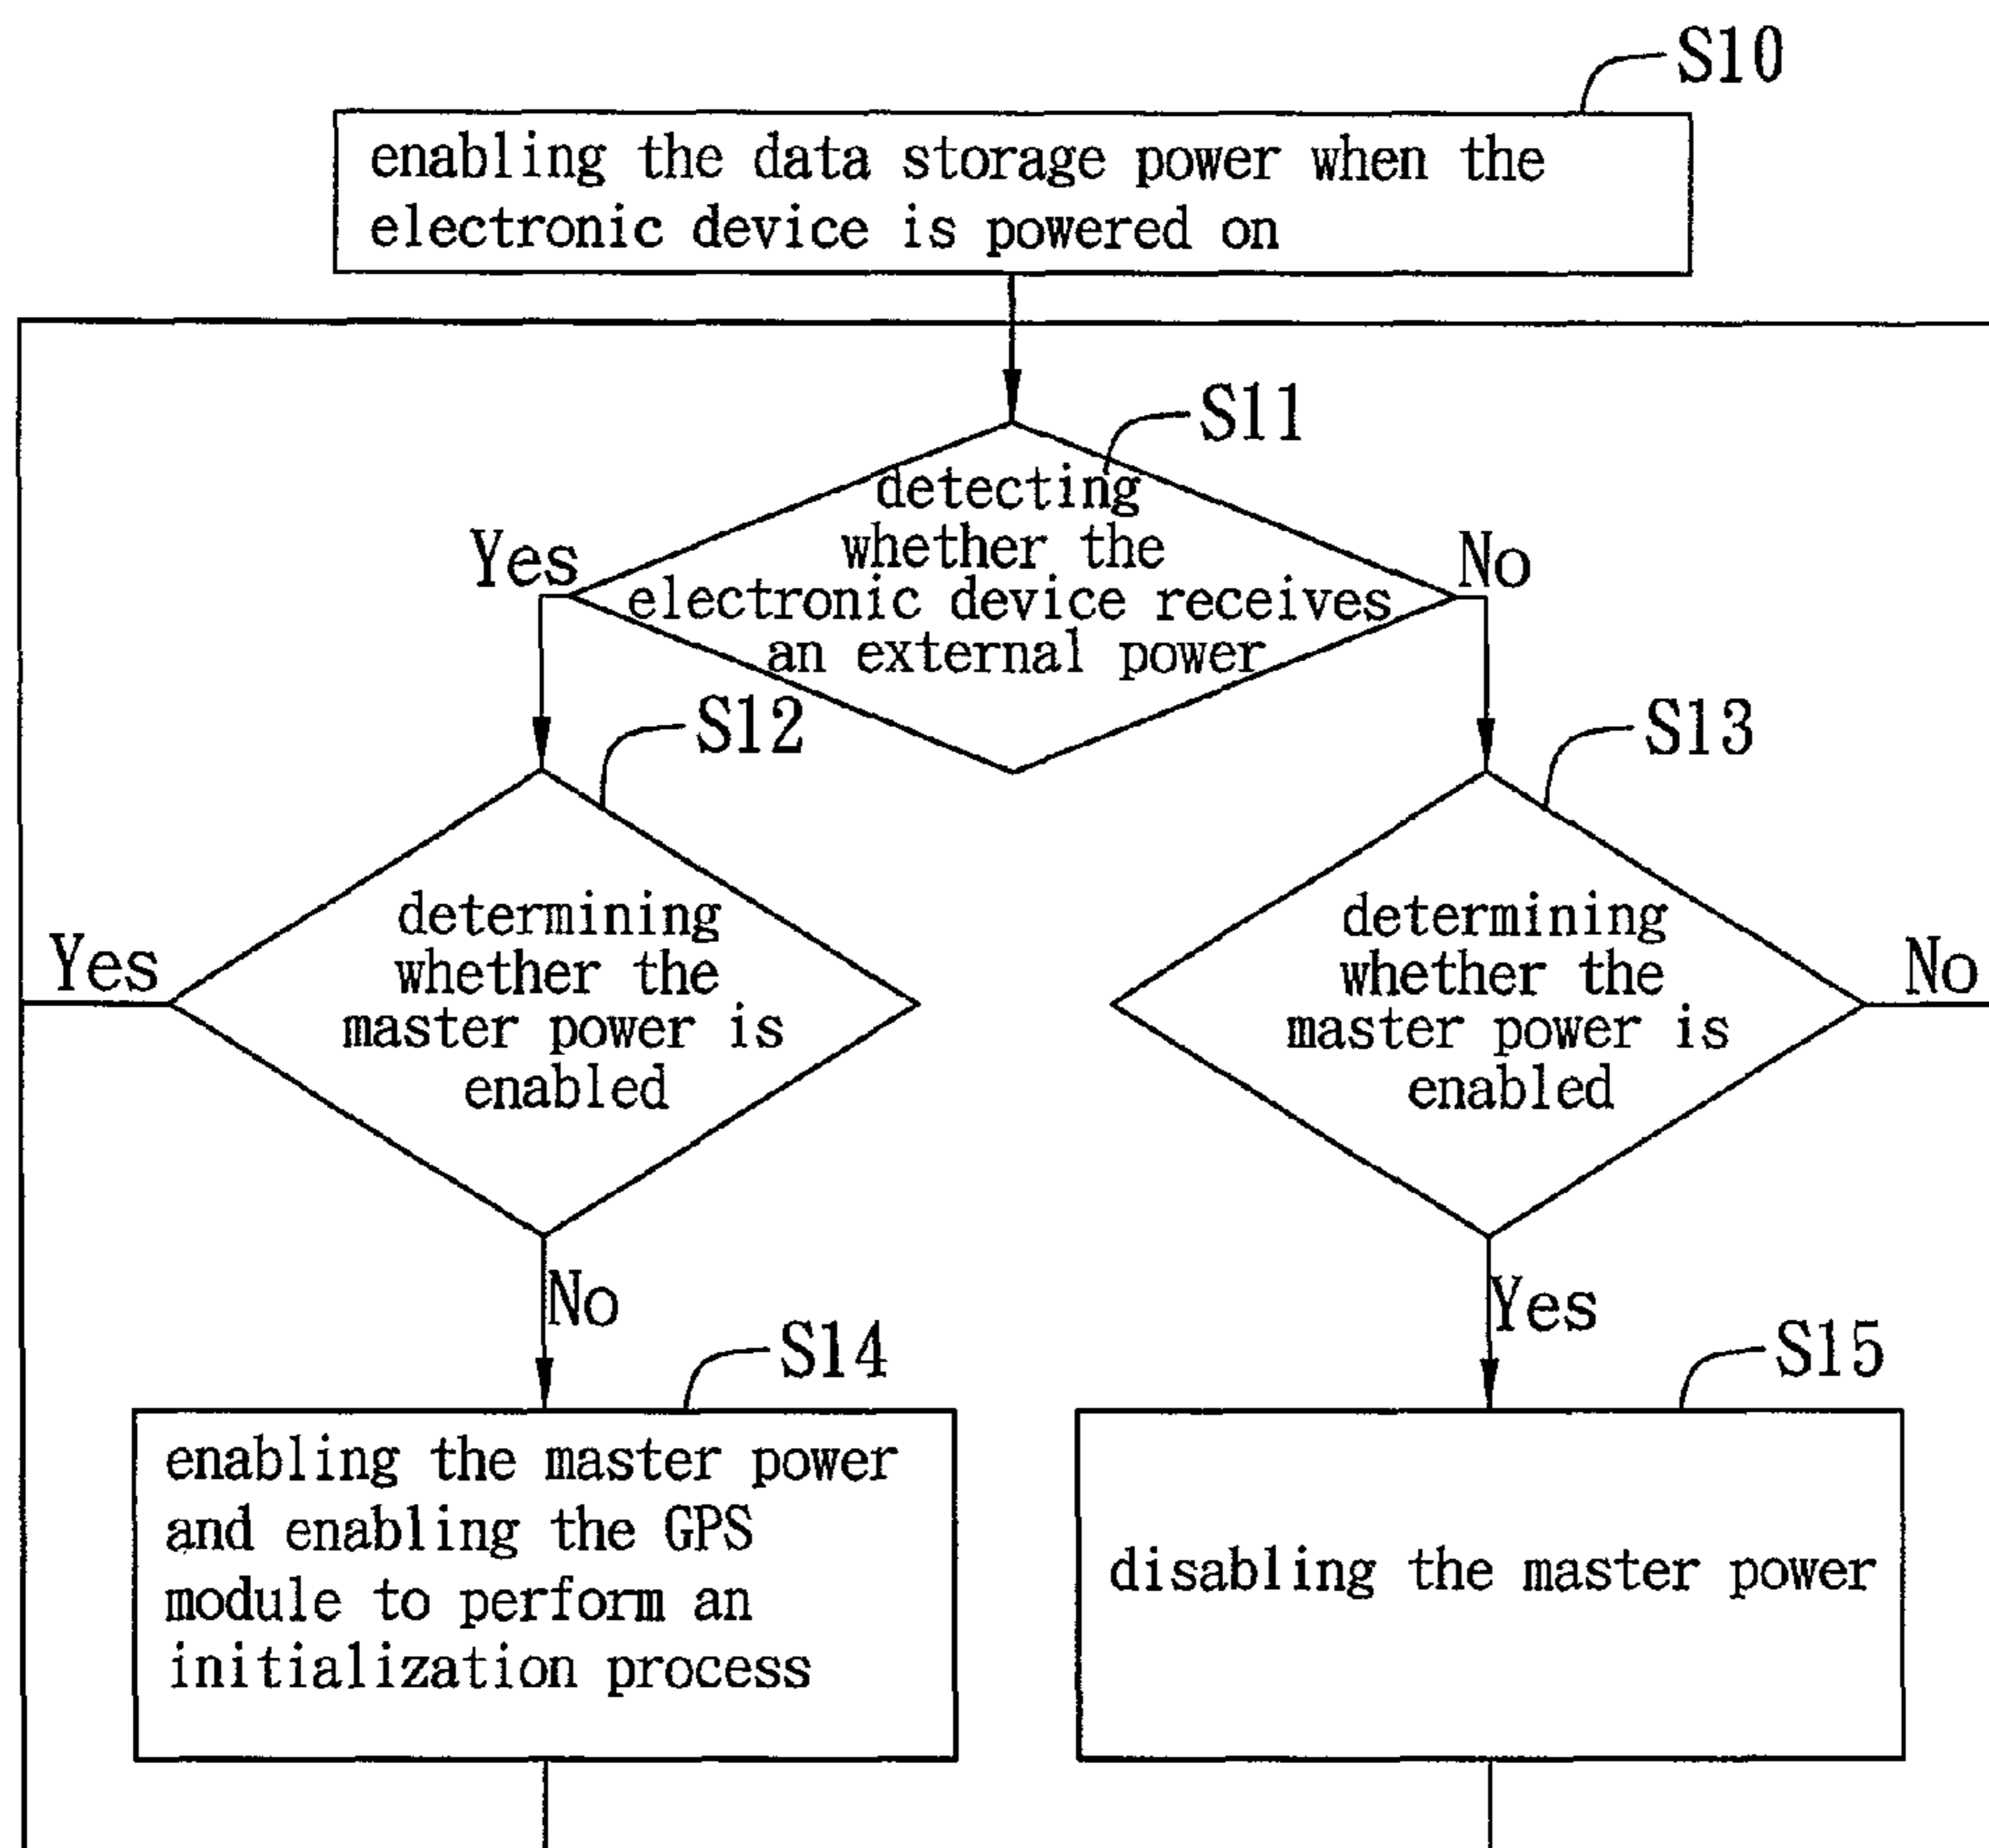 S10
enabling the data storage power when the
electronic device is powered on
S11
detecting
whether the
electronic device receives
an external power
Yes
No
S12
determining
whether the
master power is
enabled
Yes
No
S13
determining
whether the
master power is
enabled
No
Yes
S14
enabling the master power
and enabling the GPS
module to perform an
initialization process
S15
disabling the master power